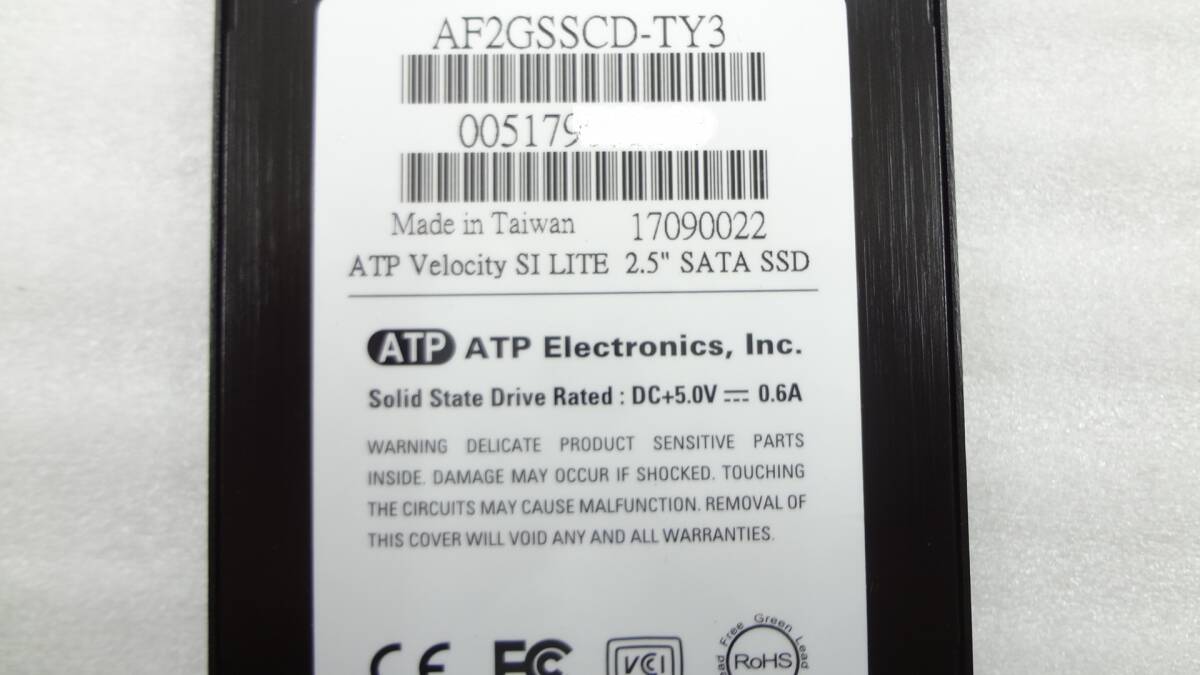 AF2GSSCD-TY3
005179
Made in Taiwan 17090022
ATP Velocity SI LITE 2.5" SATA SSD
ATP ATP Electronics, Inc.
Solid State Drive Rated : DC+5.0V ⎓ 0.6A
WARNING DELICATE PRODUCT SENSITIVE PARTS
INSIDE. DAMAGE MAY OCCUR IF SHOCKED. TOUCHING
THE CIRCUITS MAY CAUSE MALFUNCTION. REMOVAL OF
THIS COVER WILL VOID ANY AND ALL WARRANTIES.
CE FC VCCI
Lead Free Green
RoHS